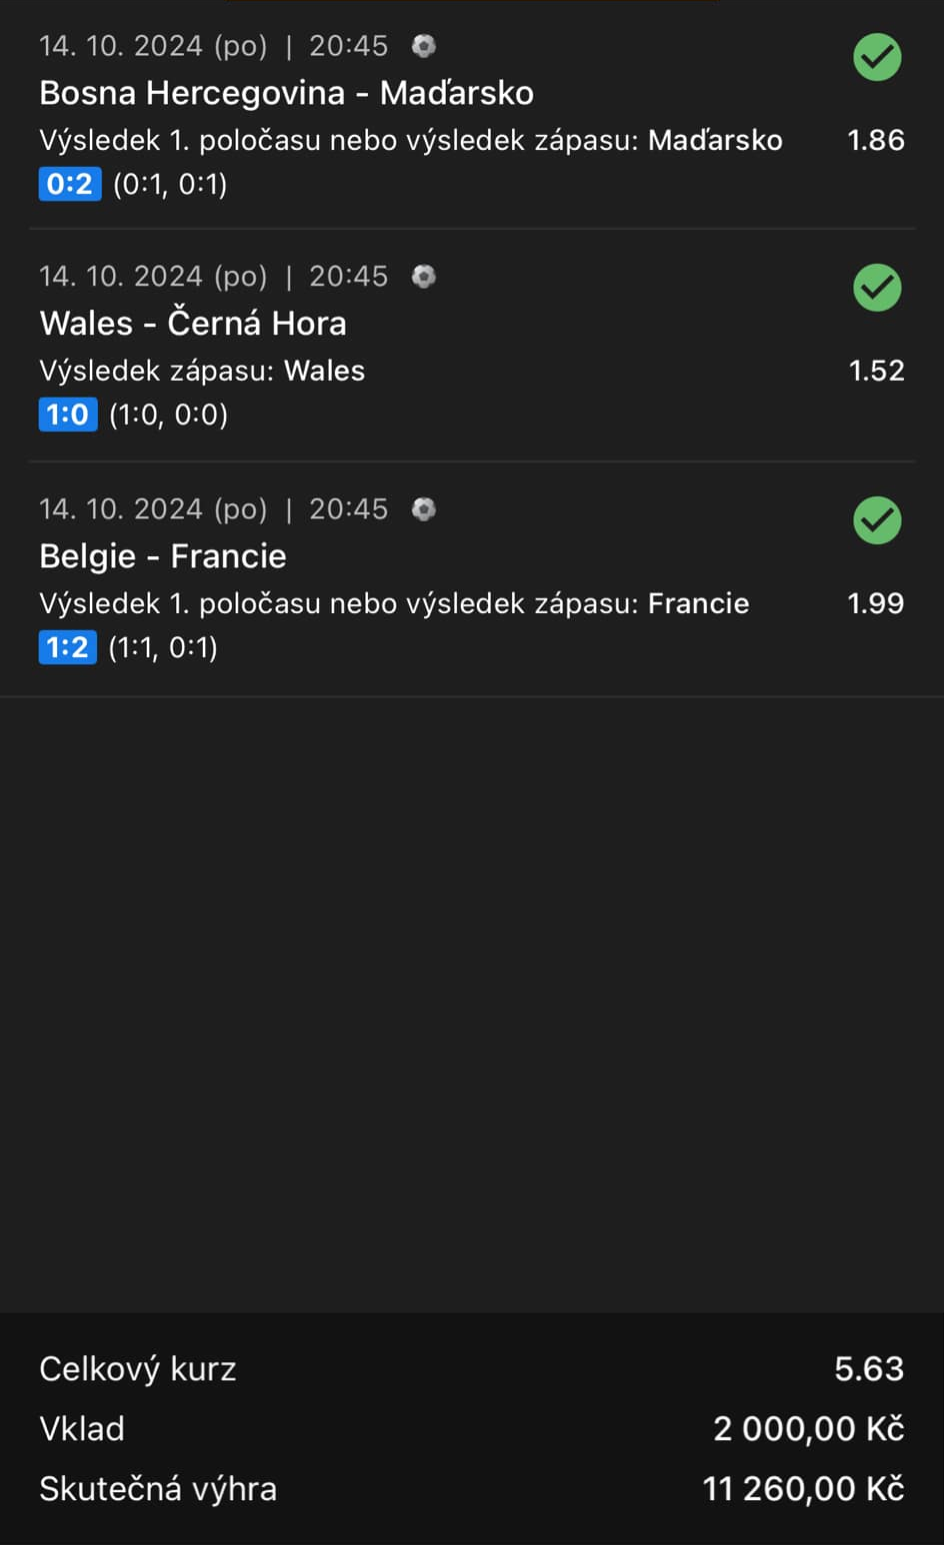 14. 10. 2024 (po) | 20:45
Bosna Hercegovina - Maďarsko
Výsledek 1. poločasu nebo výsledek zápasu: Maďarsko 1.86
0:2 (0:1, 0:1)
14. 10. 2024 (po) | 20:45
Wales - Černá Hora
Výsledek zápasu: Wales 1.52
1:0 (1:0, 0:0)
14. 10. 2024 (po) | 20:45
Belgie - Francie
Výsledek 1. poločasu nebo výsledek zápasu: Francie 1.99
1:2 (1:1, 0:1)
Celkový kurz 5.63
Vklad 2 000,00 Kč
Skutečná výhra 11 260,00 Kč